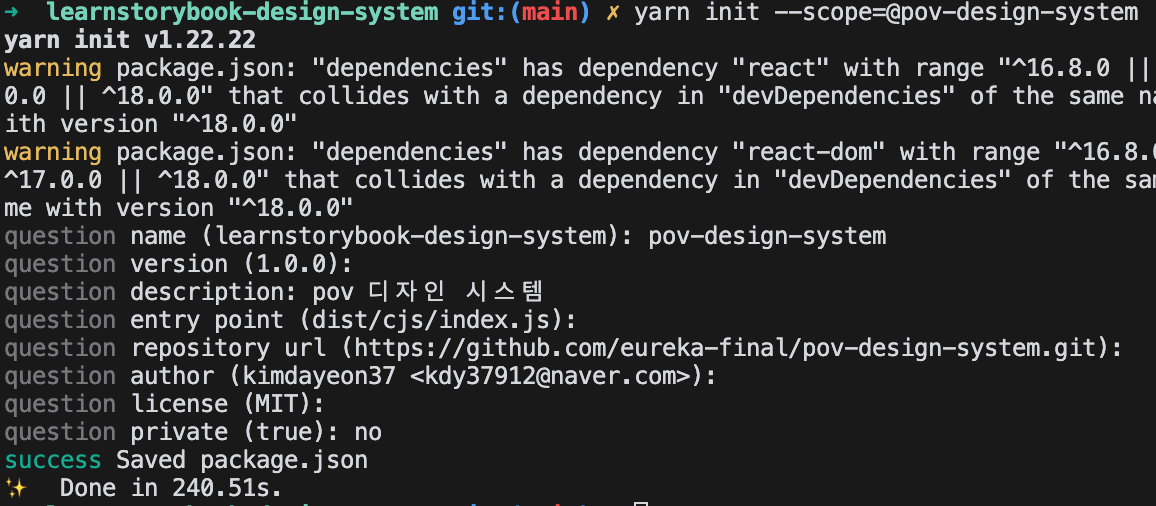 ➜ learnstorybook-design-system git:(main) ✗ yarn init --scope=@pov-design-system
yarn init v1.22.22
warning package.json: "dependencies" has dependency "react" with range "^16.8.0 ||
0.0 || ^18.0.0" that collides with a dependency in "devDependencies" of the same na
ith version "^18.0.0"
warning package.json: "dependencies" has dependency "react-dom" with range "^16.8.
^17.0.0 || ^18.0.0" that collides with a dependency in "devDependencies" of the sa
me with version "^18.0.0"
question name (learnstorybook-design-system): pov-design-system
question version (1.0.0):
question description: pov 디자인 시스템
question entry point (dist/cjs/index.js):
question repository url (https://github.com/eureka-final/pov-design-system.git):
question author (kimdayeon37 <kdy37912@naver.com>):
question license (MIT):
question private (true): no
success Saved package.json
✨ Done in 240.51s.